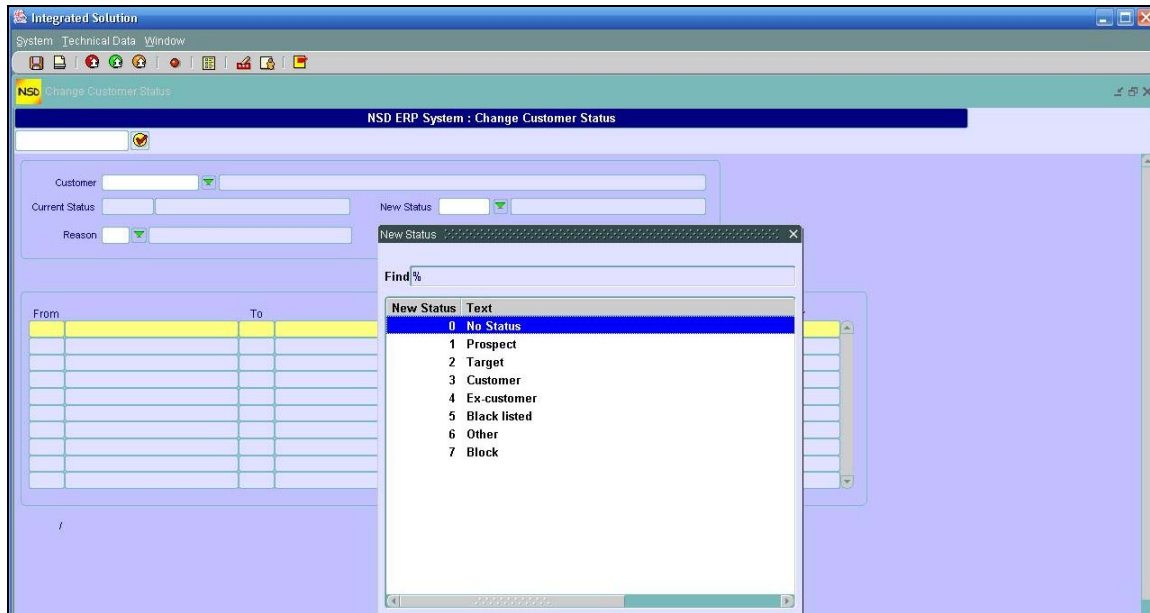 Integrated Solution
System Technical Data Window
NSD Change Customer Status
NSD ERP System : Change Customer Status
Customer
Current Status New Status
Reason
New Status
Find %
From To
New Status Text
0 No Status
1 Prospect
2 Target
3 Customer
4 Ex-customer
5 Black listed
6 Other
7 Block
/